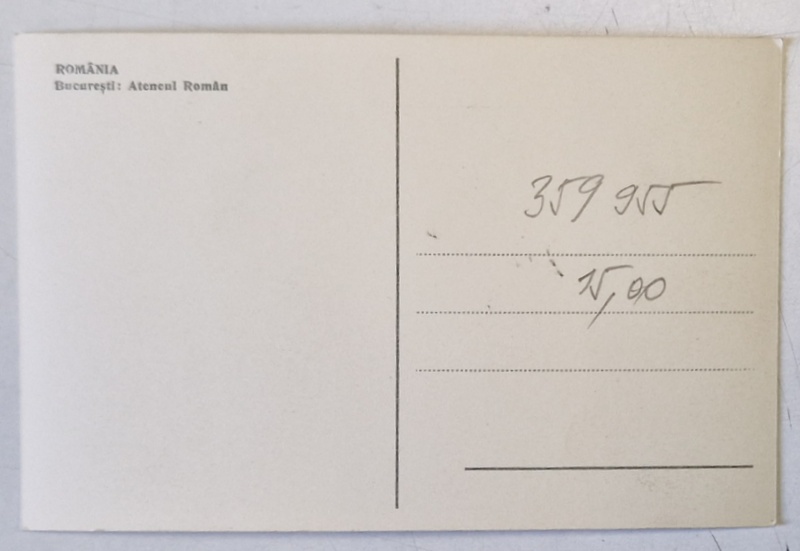 ROMÂNIA
București: Ateneul Român
359 955
15,00